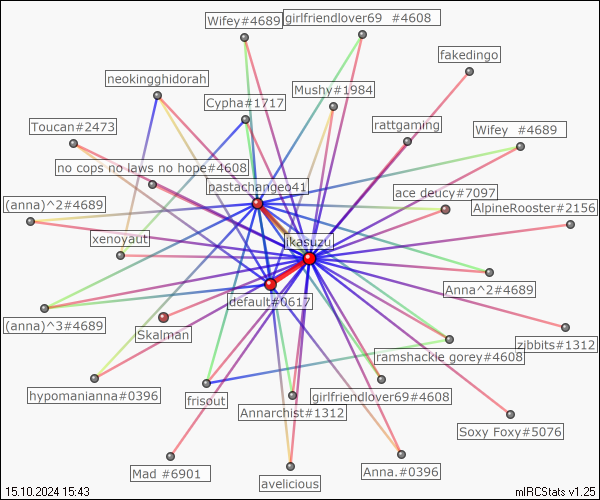 Wifey#4689
girlfriendlover69 #4608
fakedingo
neokingghidorah
Mushy#1984
Cypha#1717
Toucan#2473
rattgaming
Wifey #4689
no cops no laws no hope#4608
pastachangeo41
ace deucy#7097
(anna)^2#4689
AlpineRooster#2156
xenoyaut
jikasuzu
Anna^2#4689
default#0617
(anna)^3#4689
Skalman
zibbits#1312
ramshackle gorey#4608
hypomanianna#0396
frisout
girlfriendlover69#4608
Annarchist#1312
Soxy Foxy#5076
Mad #6901
Anna.#0396
avelicious
15.10.2024 15:43
mIRCStats v1.25